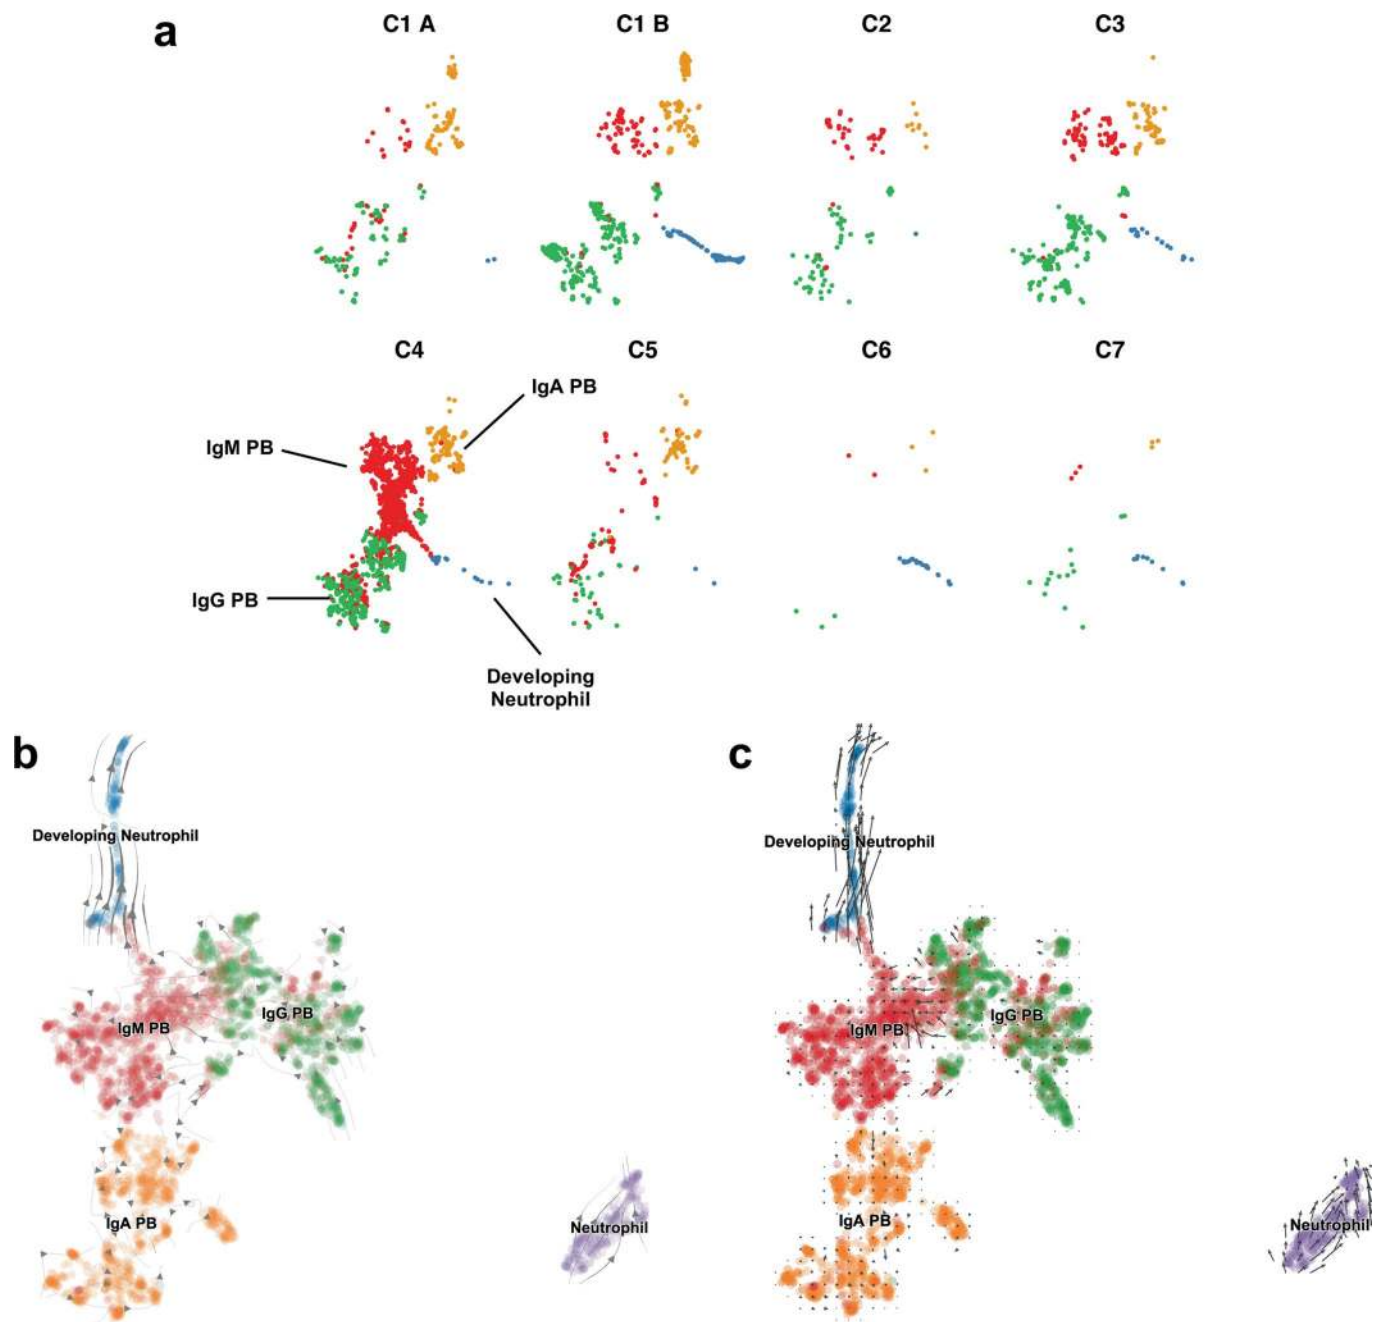 a
C1 A
C1 B
C2
C3
C4
C5
C6
C7
IgA PB
IgM PB
IgG PB
Developing
Neutrophil
b
Developing Neutrophil
IgM PB
IgG PB
IgA PB
Neutrophil
c
Developing Neutrophil
IgM PB
IgG PB
IgA PB
Neutrophil